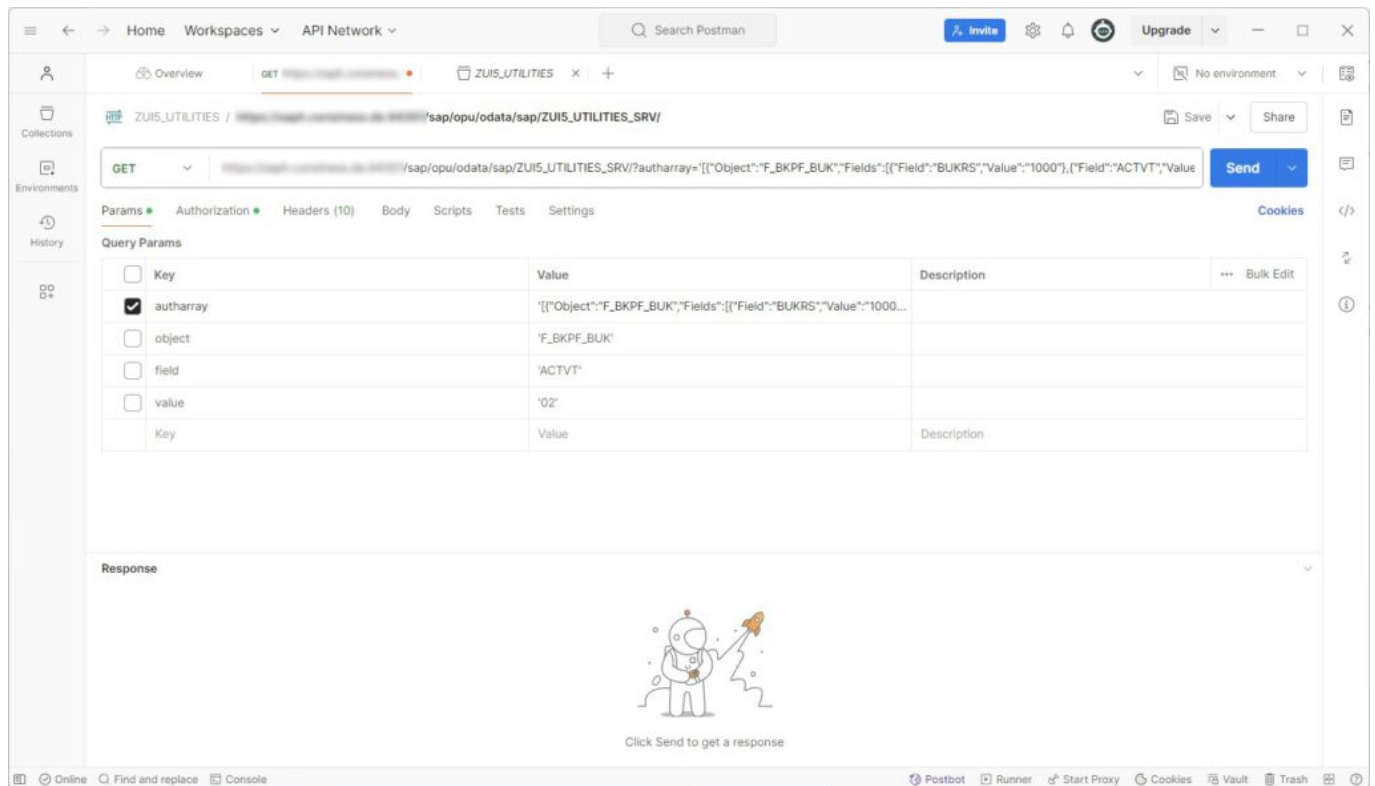 Home Workspaces API Network Search Postman Invite Upgrade
Overview GET ZUI5_UTILITIES No environment
ZUI5_UTILITIES / /sap/opu/odata/sap/ZUI5_UTILITIES_SRV/ Save Share
GET /sap/opu/odata/sap/ZUI5_UTILITIES_SRV/?autharray='[{"Object":"F_BKPF_BUK","Fields":[{"Field":"BUKRS","Value":"1000"},{"Field":"ACTVT","Value Send
Collections
Environments
History
Params Authorization Headers (10) Body Scripts Tests Settings Cookies
Query Params
Key Value Description Bulk Edit
autharray '[{"Object":"F_BKPF_BUK","Fields":[{"Field":"BUKRS","Value":"1000...
object 'F_BKPF_BUK'
field 'ACTVT'
value '02'
Key Value Description
Response
Click Send to get a response
Online Find and replace Console Postbot Runner Start Proxy Cookies Vault Trash